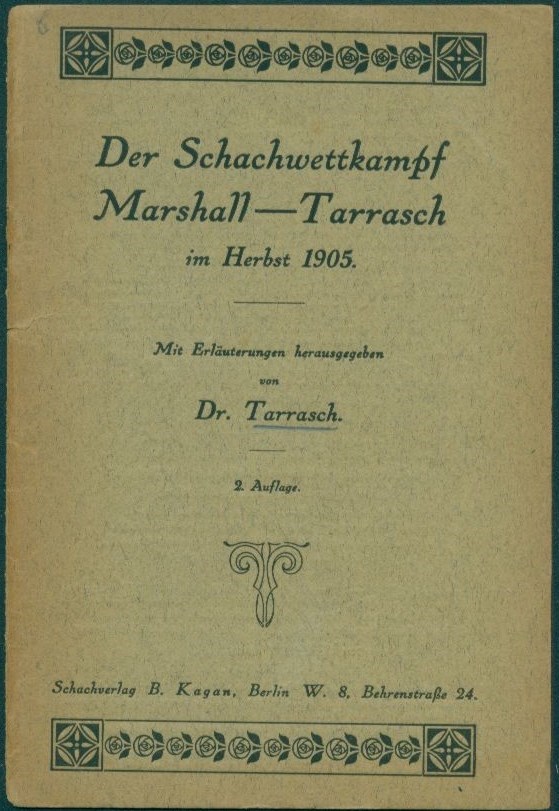 6
Der Schachwettkampf
Marshall—Tarrasch
im Herbst 1905.
Mit Erläuterungen herausgegeben
von
Dr. Tarrasch.
2. Auflage.
Schachverlag B. Kagan, Berlin W. 8, Behrenstraße 24.